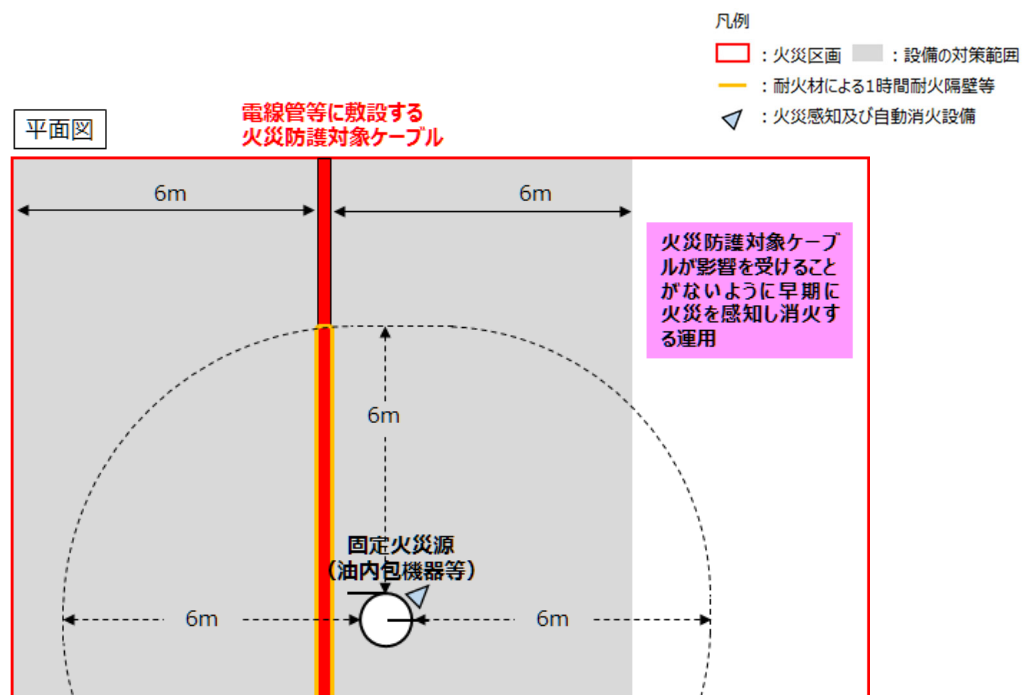 凡例
：火災区画 ：設備の対策範囲
：耐火材による1時間耐火隔壁等
：火災感知及び自動消火設備
平面図
電線管等に敷設する
火災防護対象ケーブル
6m
6m
火災防護対象ケーブ
ルが影響を受けること
がないように早期に
火災を感知し消火す
る運用
6m
固定火災源
（油内包機器等）
6m
6m